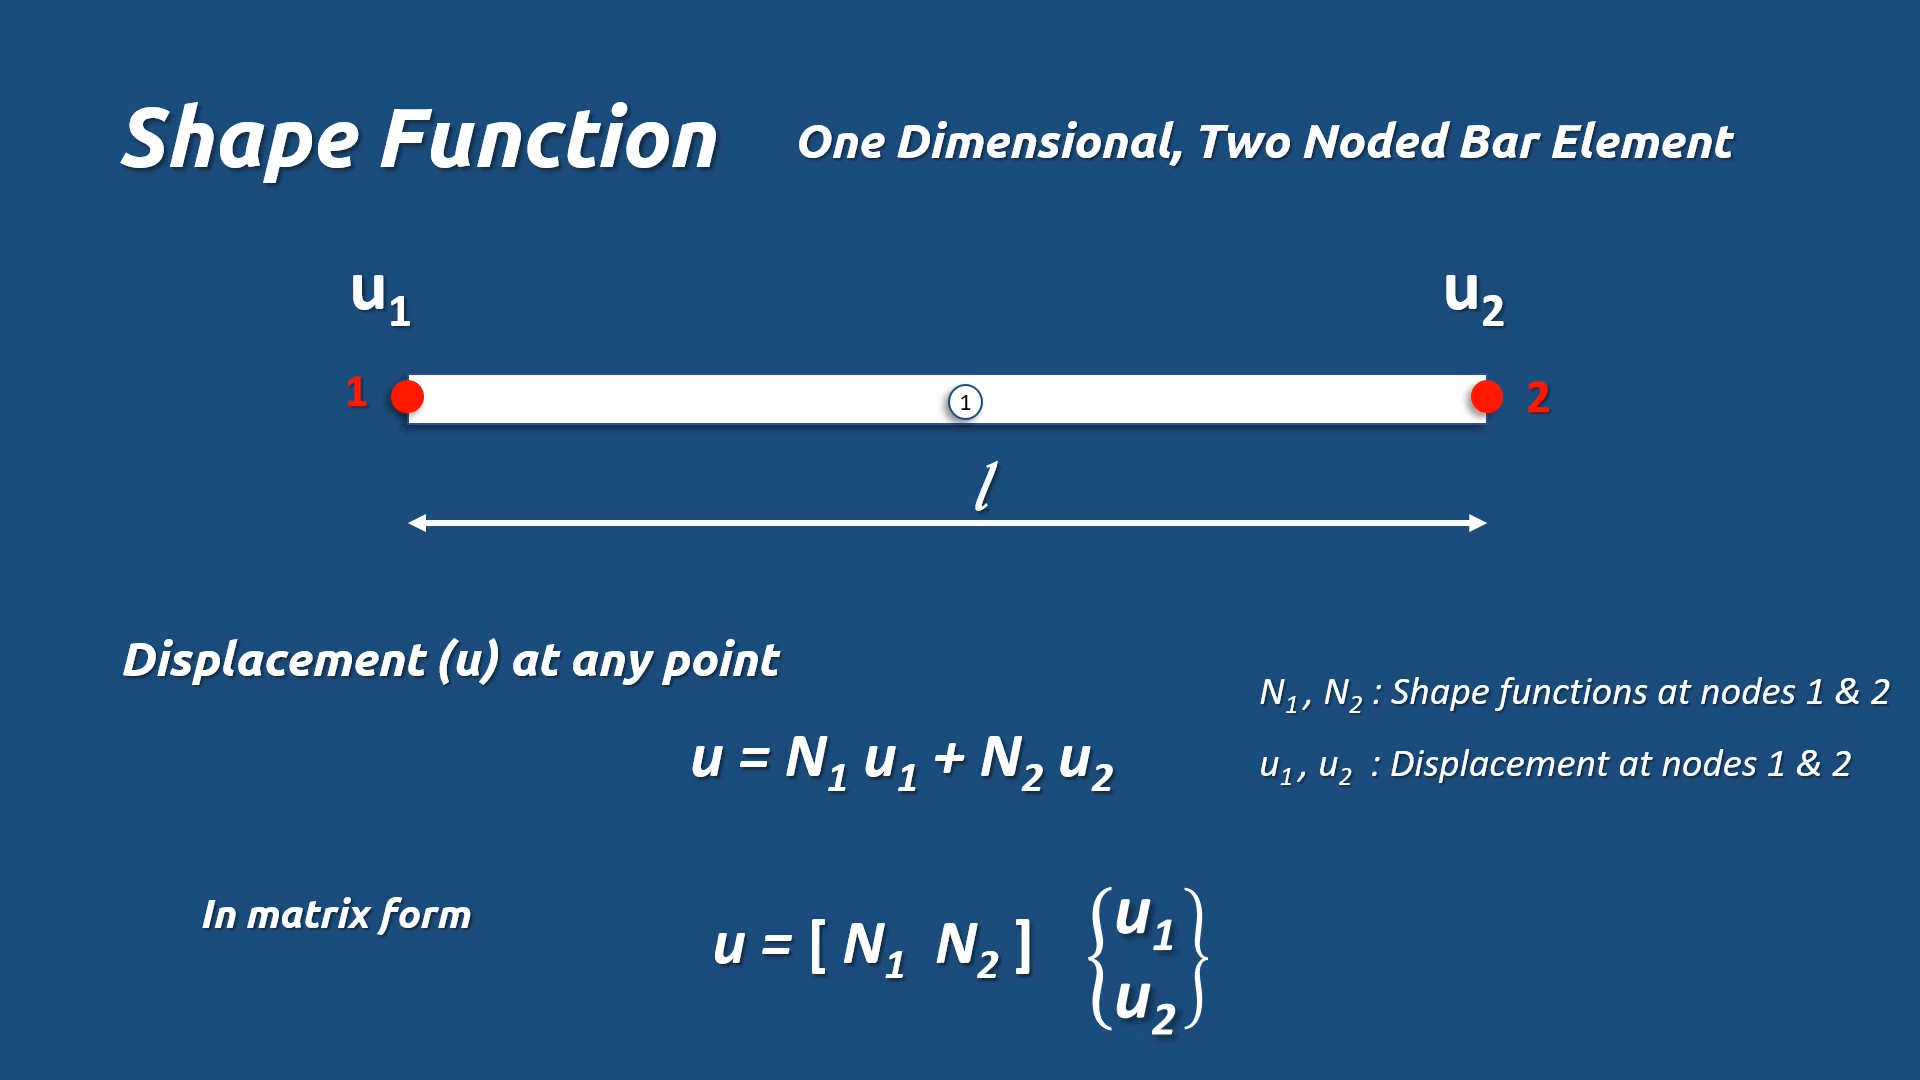 Shape Function One Dimensional, Two Noded Bar Element
u1 u2
1 1 2
l
Displacement (u) at any point
N1 , N2 : Shape functions at nodes 1 & 2
u = N1 u1 + N2 u2
u1 , u2 : Displacement at nodes 1 & 2
In matrix form
u = [ N1 N2 ] {u1
u2}